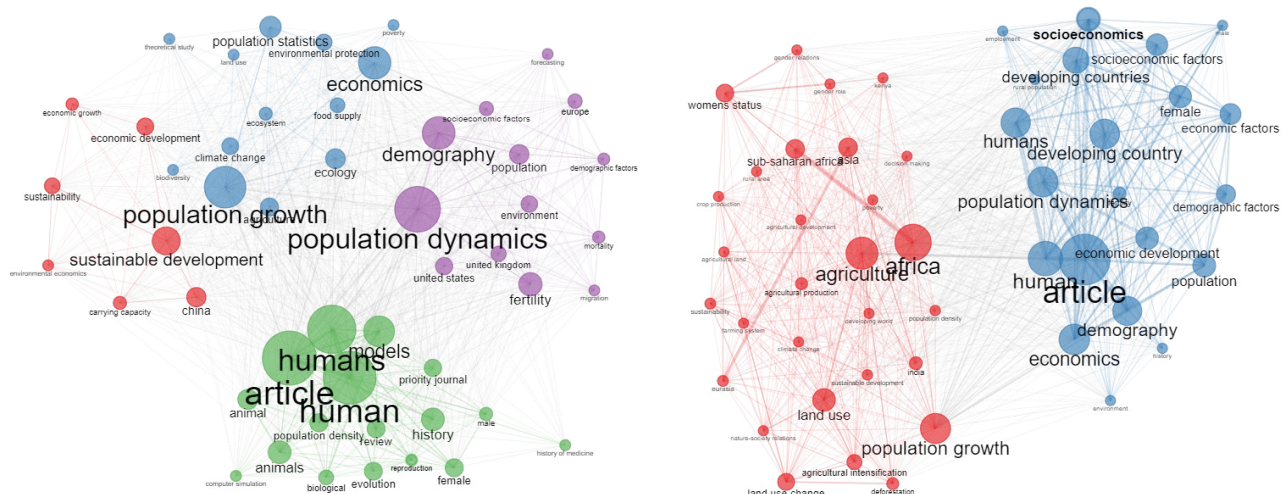 poverty
population statistics
theoretical study
environmental protection
land use
forecasting
economics
economic growth
ecosystem
food supply
socioeconomic factors
europe
economic development
demography
climate change
population
demographic factors
biodiversity
ecology
sustainability
population growth
agriculture
environment
population dynamics
sustainable development
mortality
united kingdom
environmental economics
united states
fertility
migration
carrying capacity
china
models
humans
priority journal
article
human
animal
population density
review
history
male
history of medicine
animals
reproduction
female
computer simulation
biological
evolution
socioeconomics
male
employment
gender relations
socioeconomic factors
developing countries
gender role
kenya
rural population
womens status
female
economic factors
humans
sub-saharan africa
asia
decision making
developing country
rural area
crop production
poverty
population dynamics
fertility
demographic factors
agricultural development
agricultural land
economic development
agriculture
africa
human
population
agricultural production
article
sustainability
farming system
developing world
population density
demography
climate change
economics
history
eurasia
sustainable development
india
land use
environment
nature-society relations
population growth
agricultural intensification
land use change
deforestation